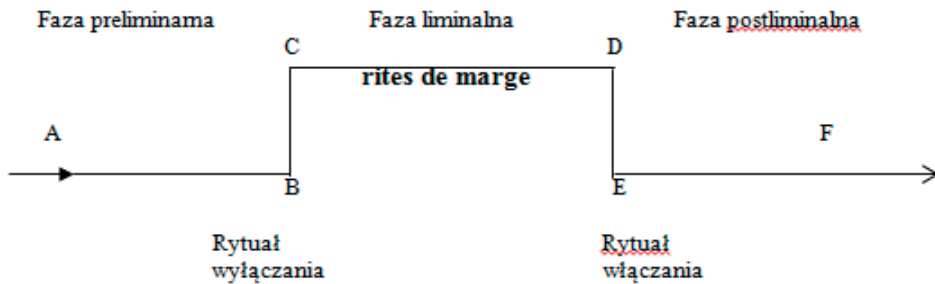 Faza preliminarna Faza liminalna Faza postliminalna
C D
rites de marge
A F
B E
Rytuał Rytuał
wyłączania włączania